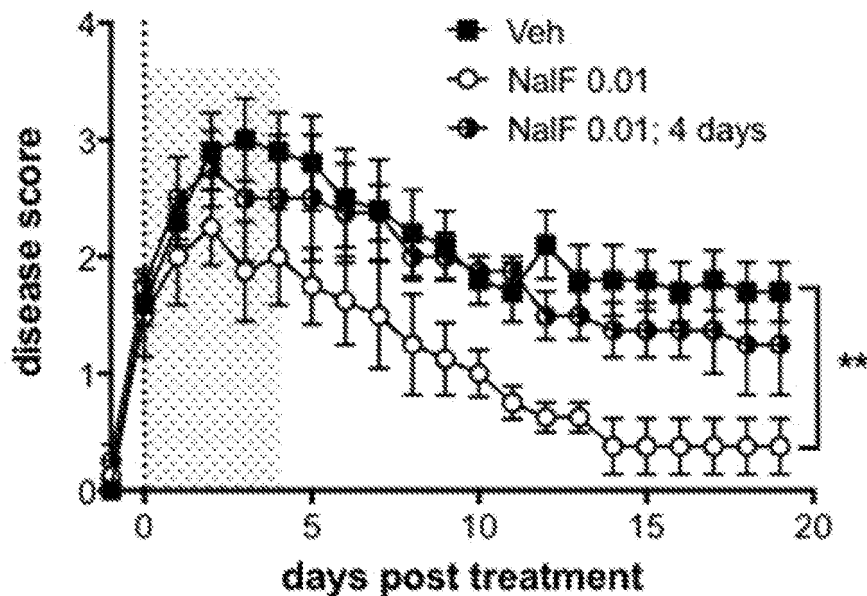 4
3
2
1
0
disease score
Veh
NalF 0.01
NalF 0.01; 4 days
**
0 5 10 15 20
days post treatment